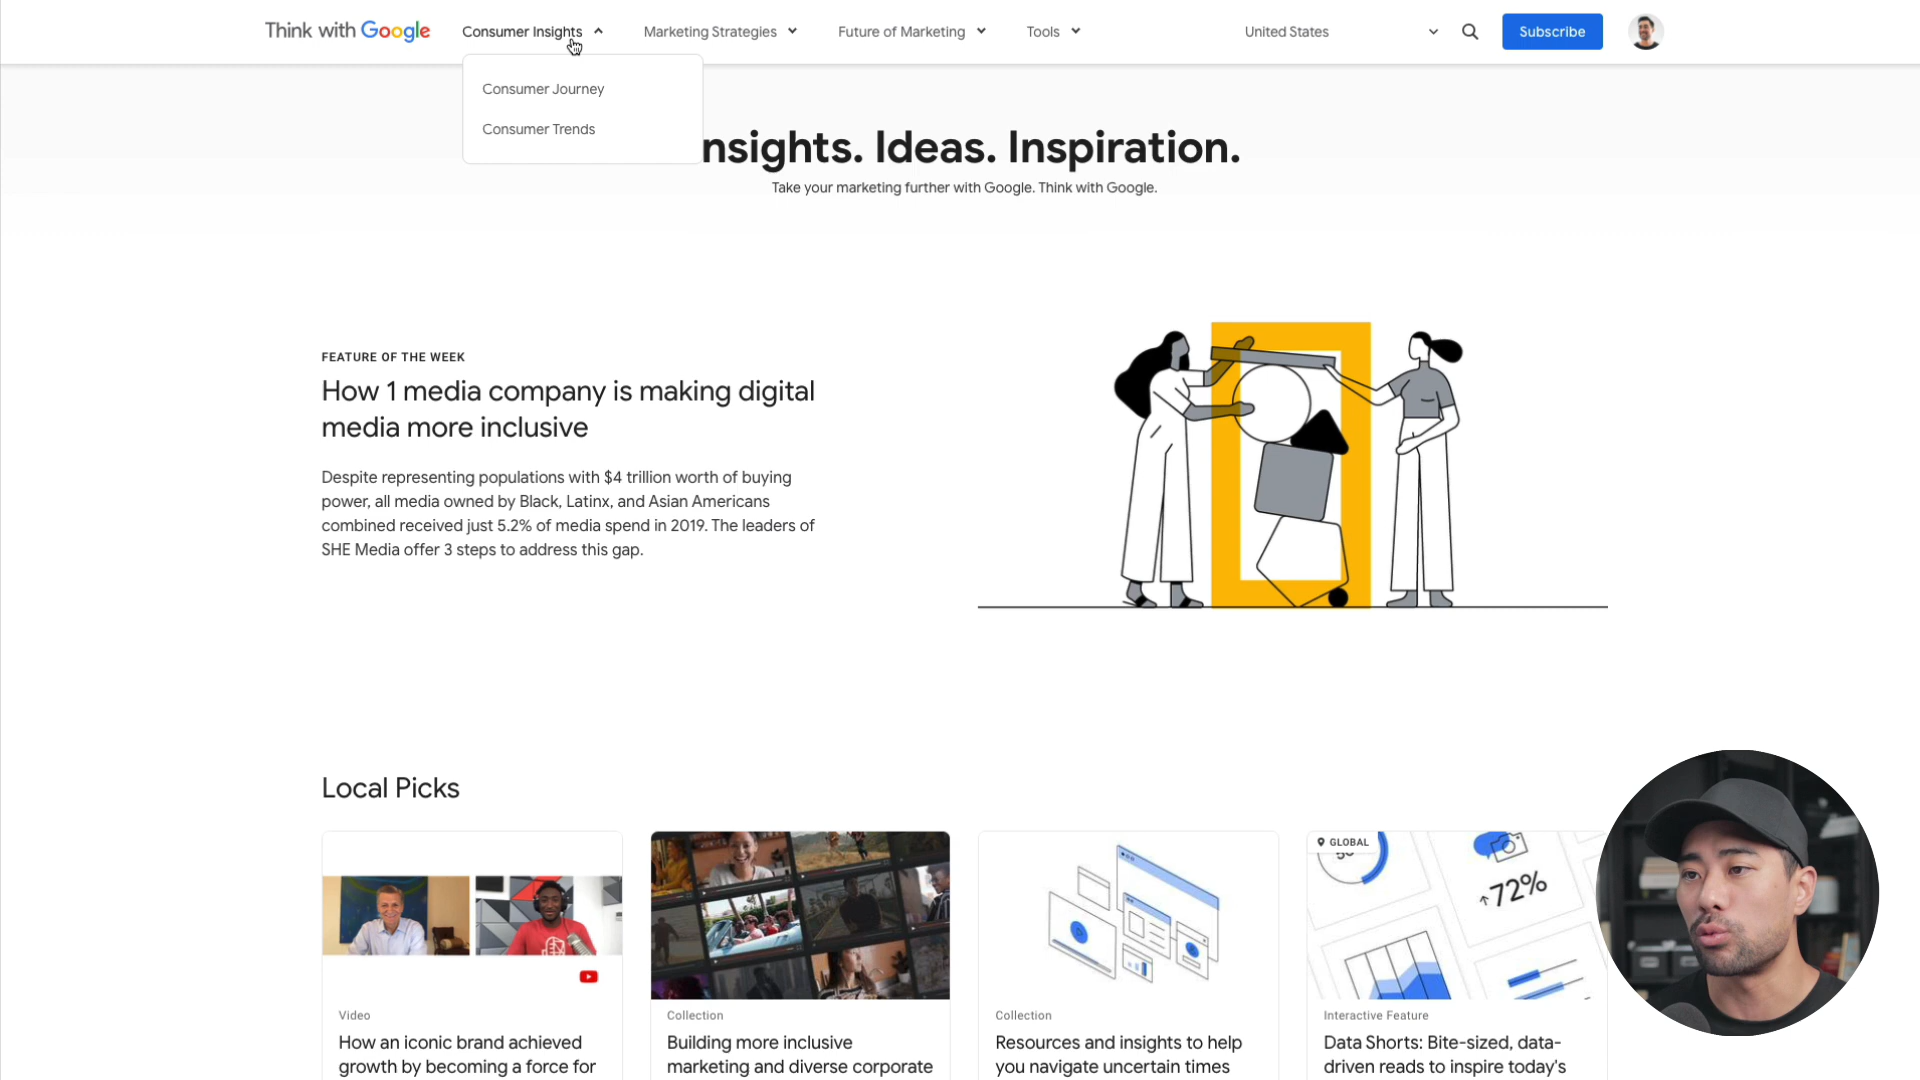 Think with Google
Consumer Insights
Marketing Strategies
Future of Marketing
Tools
United States
Subscribe
Consumer Journey
Consumer Trends
nsights. Ideas. Inspiration.
Take your marketing further with Google. Think with Google.
FEATURE OF THE WEEK
How 1 media company is making digital
media more inclusive
Despite representing populations with $4 trillion worth of buying
power, all media owned by Black, Latinx, and Asian Americans
combined received just 5.2% of media spend in 2019. The leaders of
SHE Media offer 3 steps to address this gap.
Local Picks
GLOBAL
↑72%
Video
How an iconic brand achieved
growth by becoming a force for
Collection
Building more inclusive
marketing and diverse corporate
Collection
Resources and insights to help
you navigate uncertain times
Interactive Feature
Data Shorts: Bite-sized, data-
driven reads to inspire today's